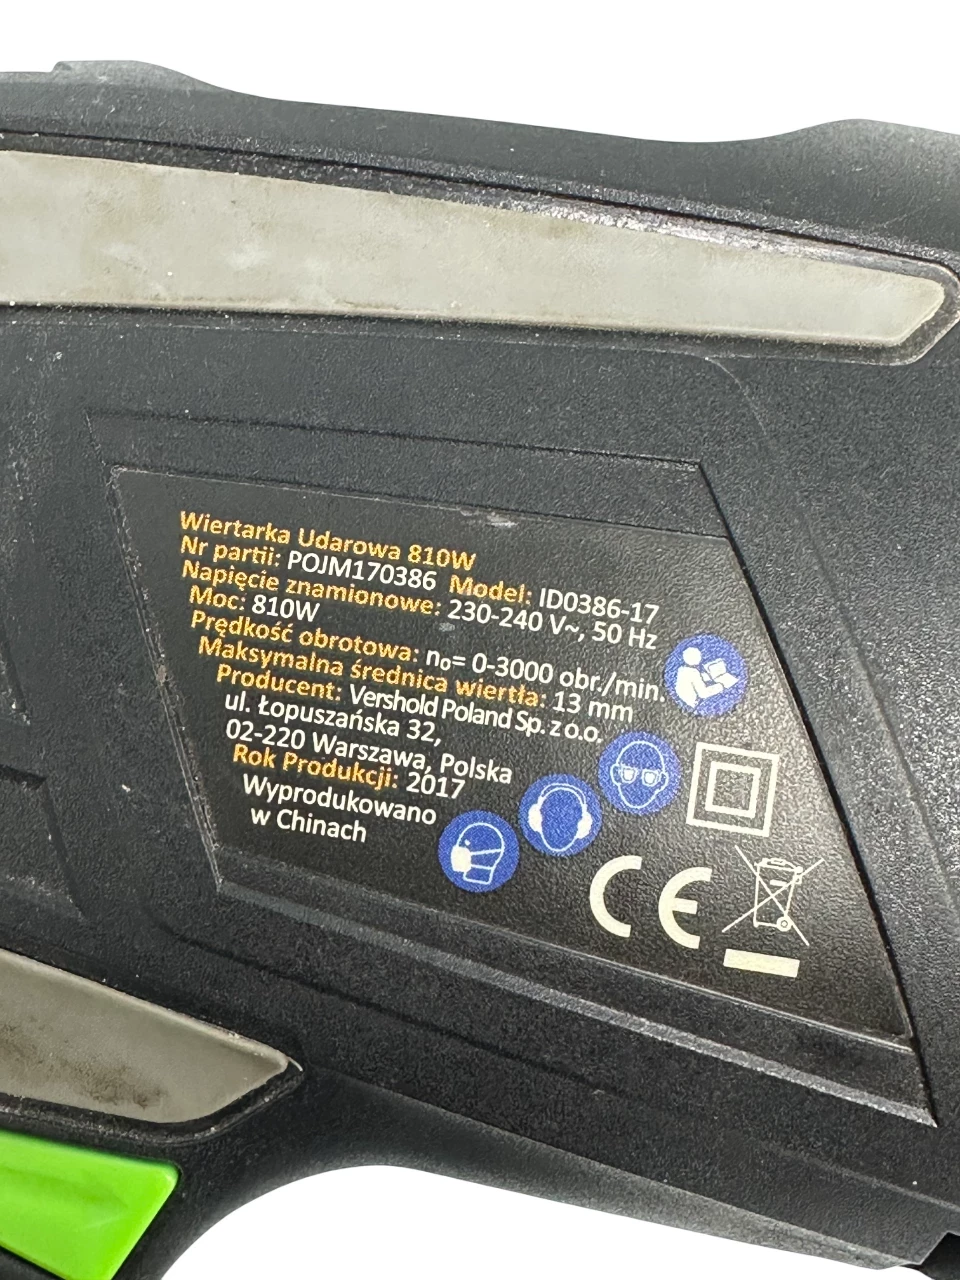 Wiertarka Udarowa 810W
Nr partii: POJM170386 Model: ID0386-17
Napięcie znamionowe: 230-240 V~, 50 Hz
Moc: 810W
Prędkość obrotowa: n₀= 0-3000 obr./min.
Maksymalna średnica wiertła: 13 mm
Producent: Vershold Poland Sp. z o.o.
ul. Łopuszańska 32,
02-220 Warszawa, Polska
Rok Produkcji: 2017
Wyprodukowano
w Chinach
CE